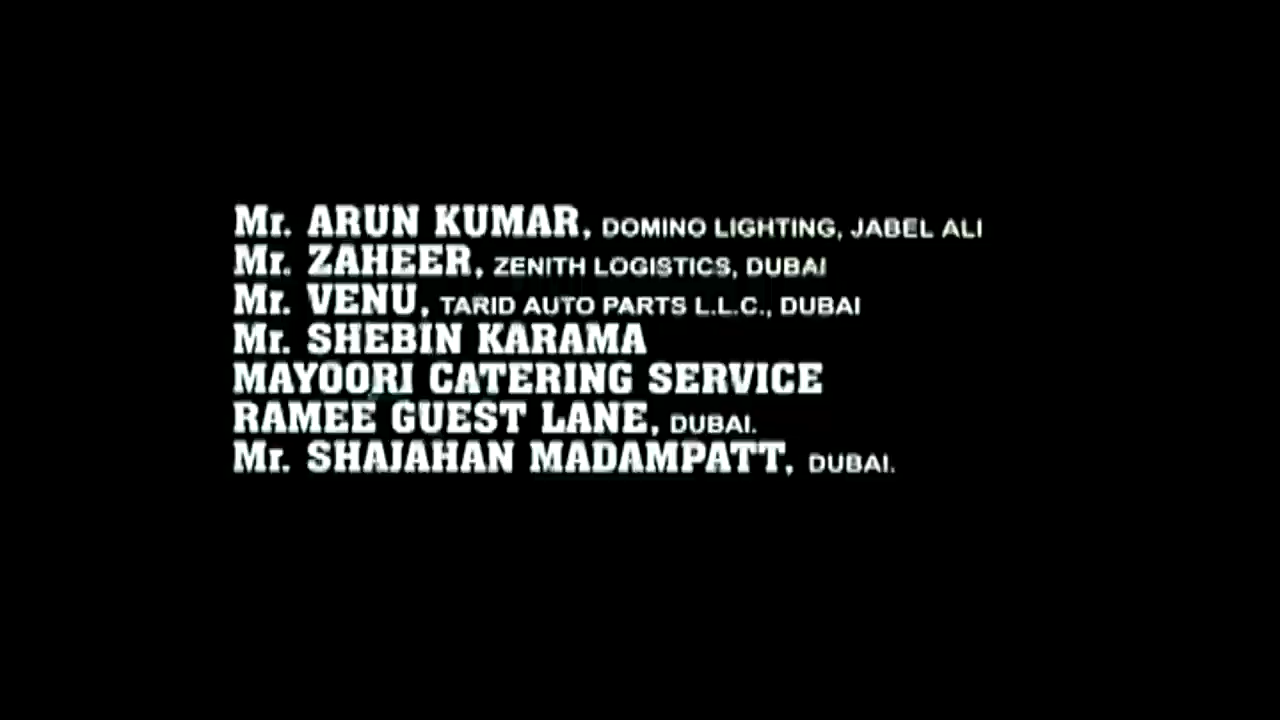 Mr. ARUN KUMAR, DOMINO LIGHTING, JABEL ALI
Mr. ZAHEER, ZENITH LOGISTICS, DUBAI
Mr. VENU, TARID AUTO PARTS L.L.C., DUBAI
Mr. SHEBIN KARAMA
MAYOORI CATERING SERVICE
RAMEE GUEST LANE, DUBAI.
Mr. SHAJAHAN MADAMPATT, DUBAI.